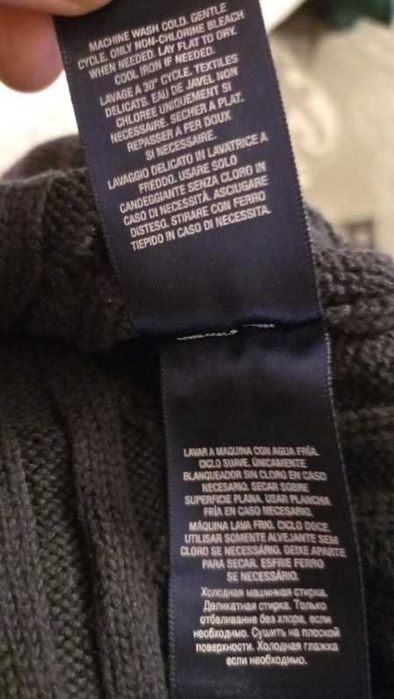 MACHINE WASH COLD. GENTLE
CYCLE. ONLY NON-CHLORINE BLEACH
WHEN NEEDED. LAY FLAT TO DRY.
COOL IRON IF NEEDED.
LAVAGE A 30° CYCLE. TEXTILES
DELICATS. EAU DE JAVEL NON
CHLOREE UNIQUEMENT SI
NECESSAIRE. SECHER A PLAT.
REPASSER A FER DOUX
SI NECESSAIRE.
LAVAGGIO DELICATO IN LAVATRICE A
FREDDO. USARE SOLO
CANDEGGIANTE SENZA CLORO IN
CASO DI NECESSITÀ. ASCIUGARE
DISTESO. STIRARE CON FERRO
TIEPIDO IN CASO DI NECESSITA.
LAVAR A MAQUINA CON AGUA FRÍA.
CICLO SUAVE. ÚNICAMENTE
BLANQUEADOR SIN CLORO EN CASO
NECESARIO. SECAR SOBRE
SUPERFICIE PLANA. USAR PLANCHA
FRÍA EN CASO NECESARIO.
MÁQUINA LAVA FRIO. CICLO DOCE.
UTILISAR SOMENTE ALVEJANTE SEM
CLORO SE NECESSÁRIO. DEIXE APARTE
PARA SECAR. ESFRIE FERRO
SE NECESSÁRIO.
Холодная машинная стирка.
Деликатная стирка. Только
отбеливание без хлора, если
необходимо. Сушить на плоской
поверхности. Холодная глажка
если необходимо.